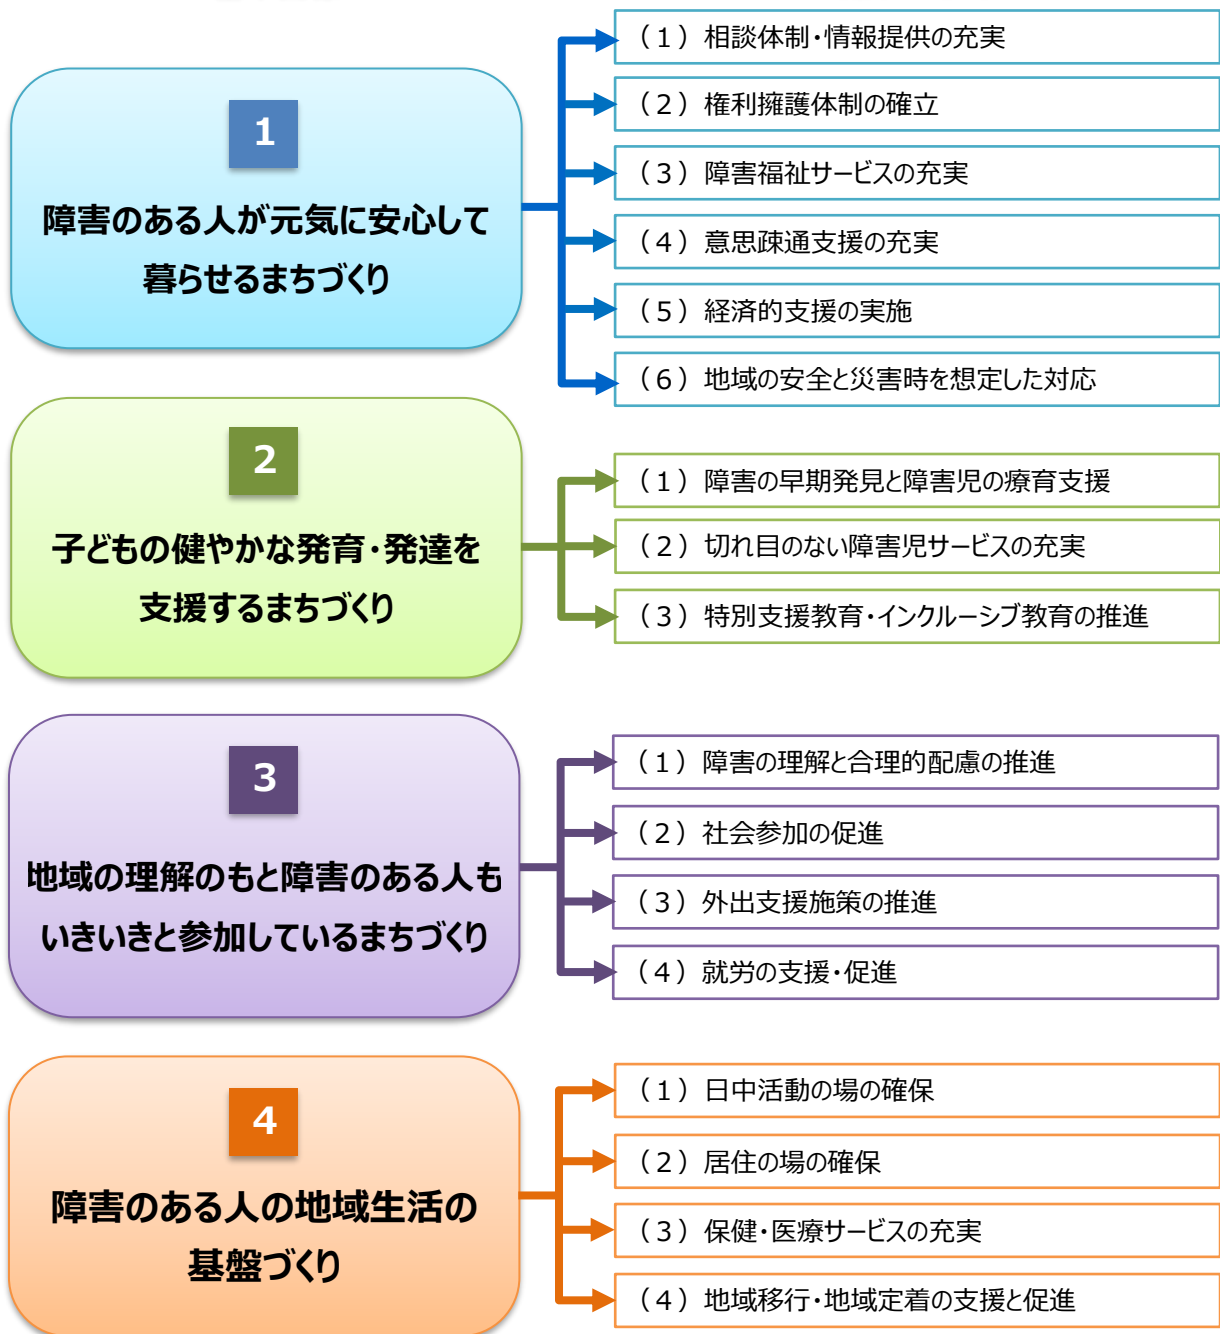 1
障害のある人が元気に安心して
暮らせるまちづくり
（１）相談体制・情報提供の充実
（２）権利擁護体制の確立
（３）障害福祉サービスの充実
（４）意思疎通支援の充実
（５）経済的支援の実施
（６）地域の安全と災害時を想定した対応
2
子どもの健やかな発育・発達を
支援するまちづくり
（１）障害の早期発見と障害児の療育支援
（２）切れ目のない障害児サービスの充実
（３）特別支援教育・インクルーシブ教育の推進
3
地域の理解のもと障害のある人も
いきいきと参加しているまちづくり
（１）障害の理解と合理的配慮の推進
（２）社会参加の促進
（３）外出支援施策の推進
（４）就労の支援・促進
4
障害のある人の地域生活の
基盤づくり
（１）日中活動の場の確保
（２）居住の場の確保
（３）保健・医療サービスの充実
（４）地域移行・地域定着の支援と促進